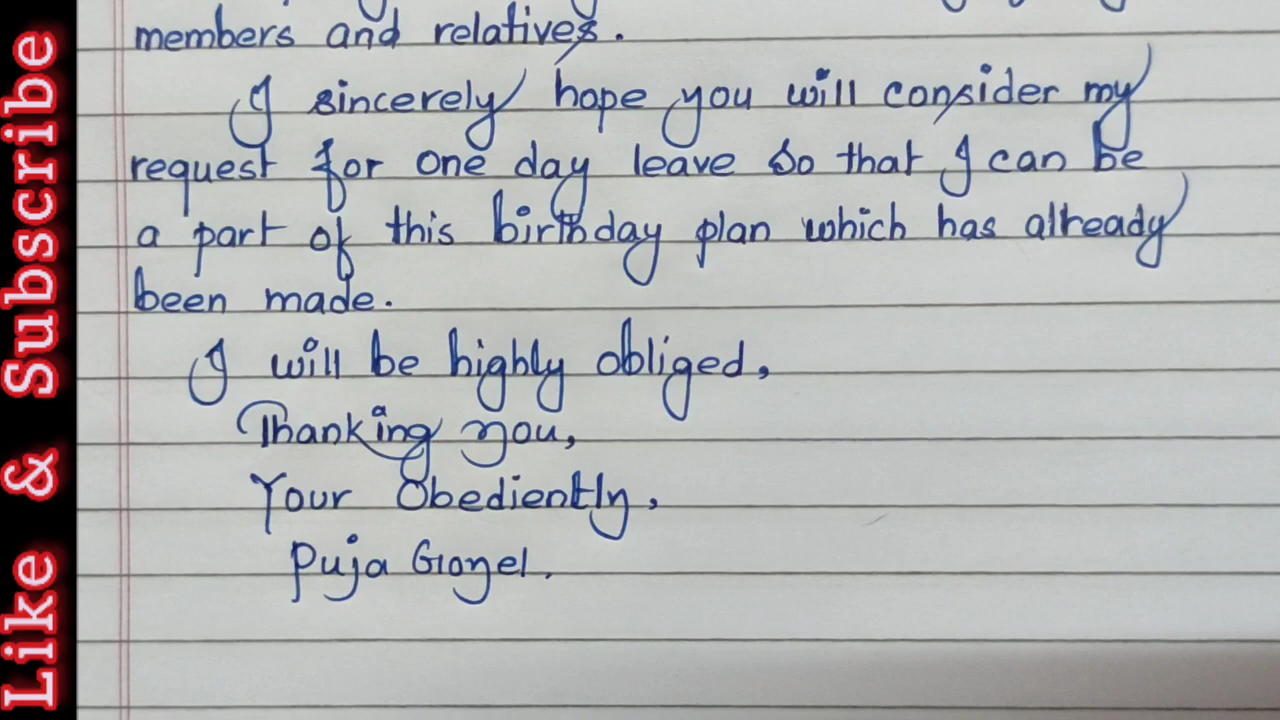 members and relatives.
I sincerely hope you will consider my
request for one day leave so that I can be
a part of this birthday plan which has already
been made.
I will be highly obliged,
Thanking you,
Your Obediently,
Puja Goyel.
Like & Subscribe